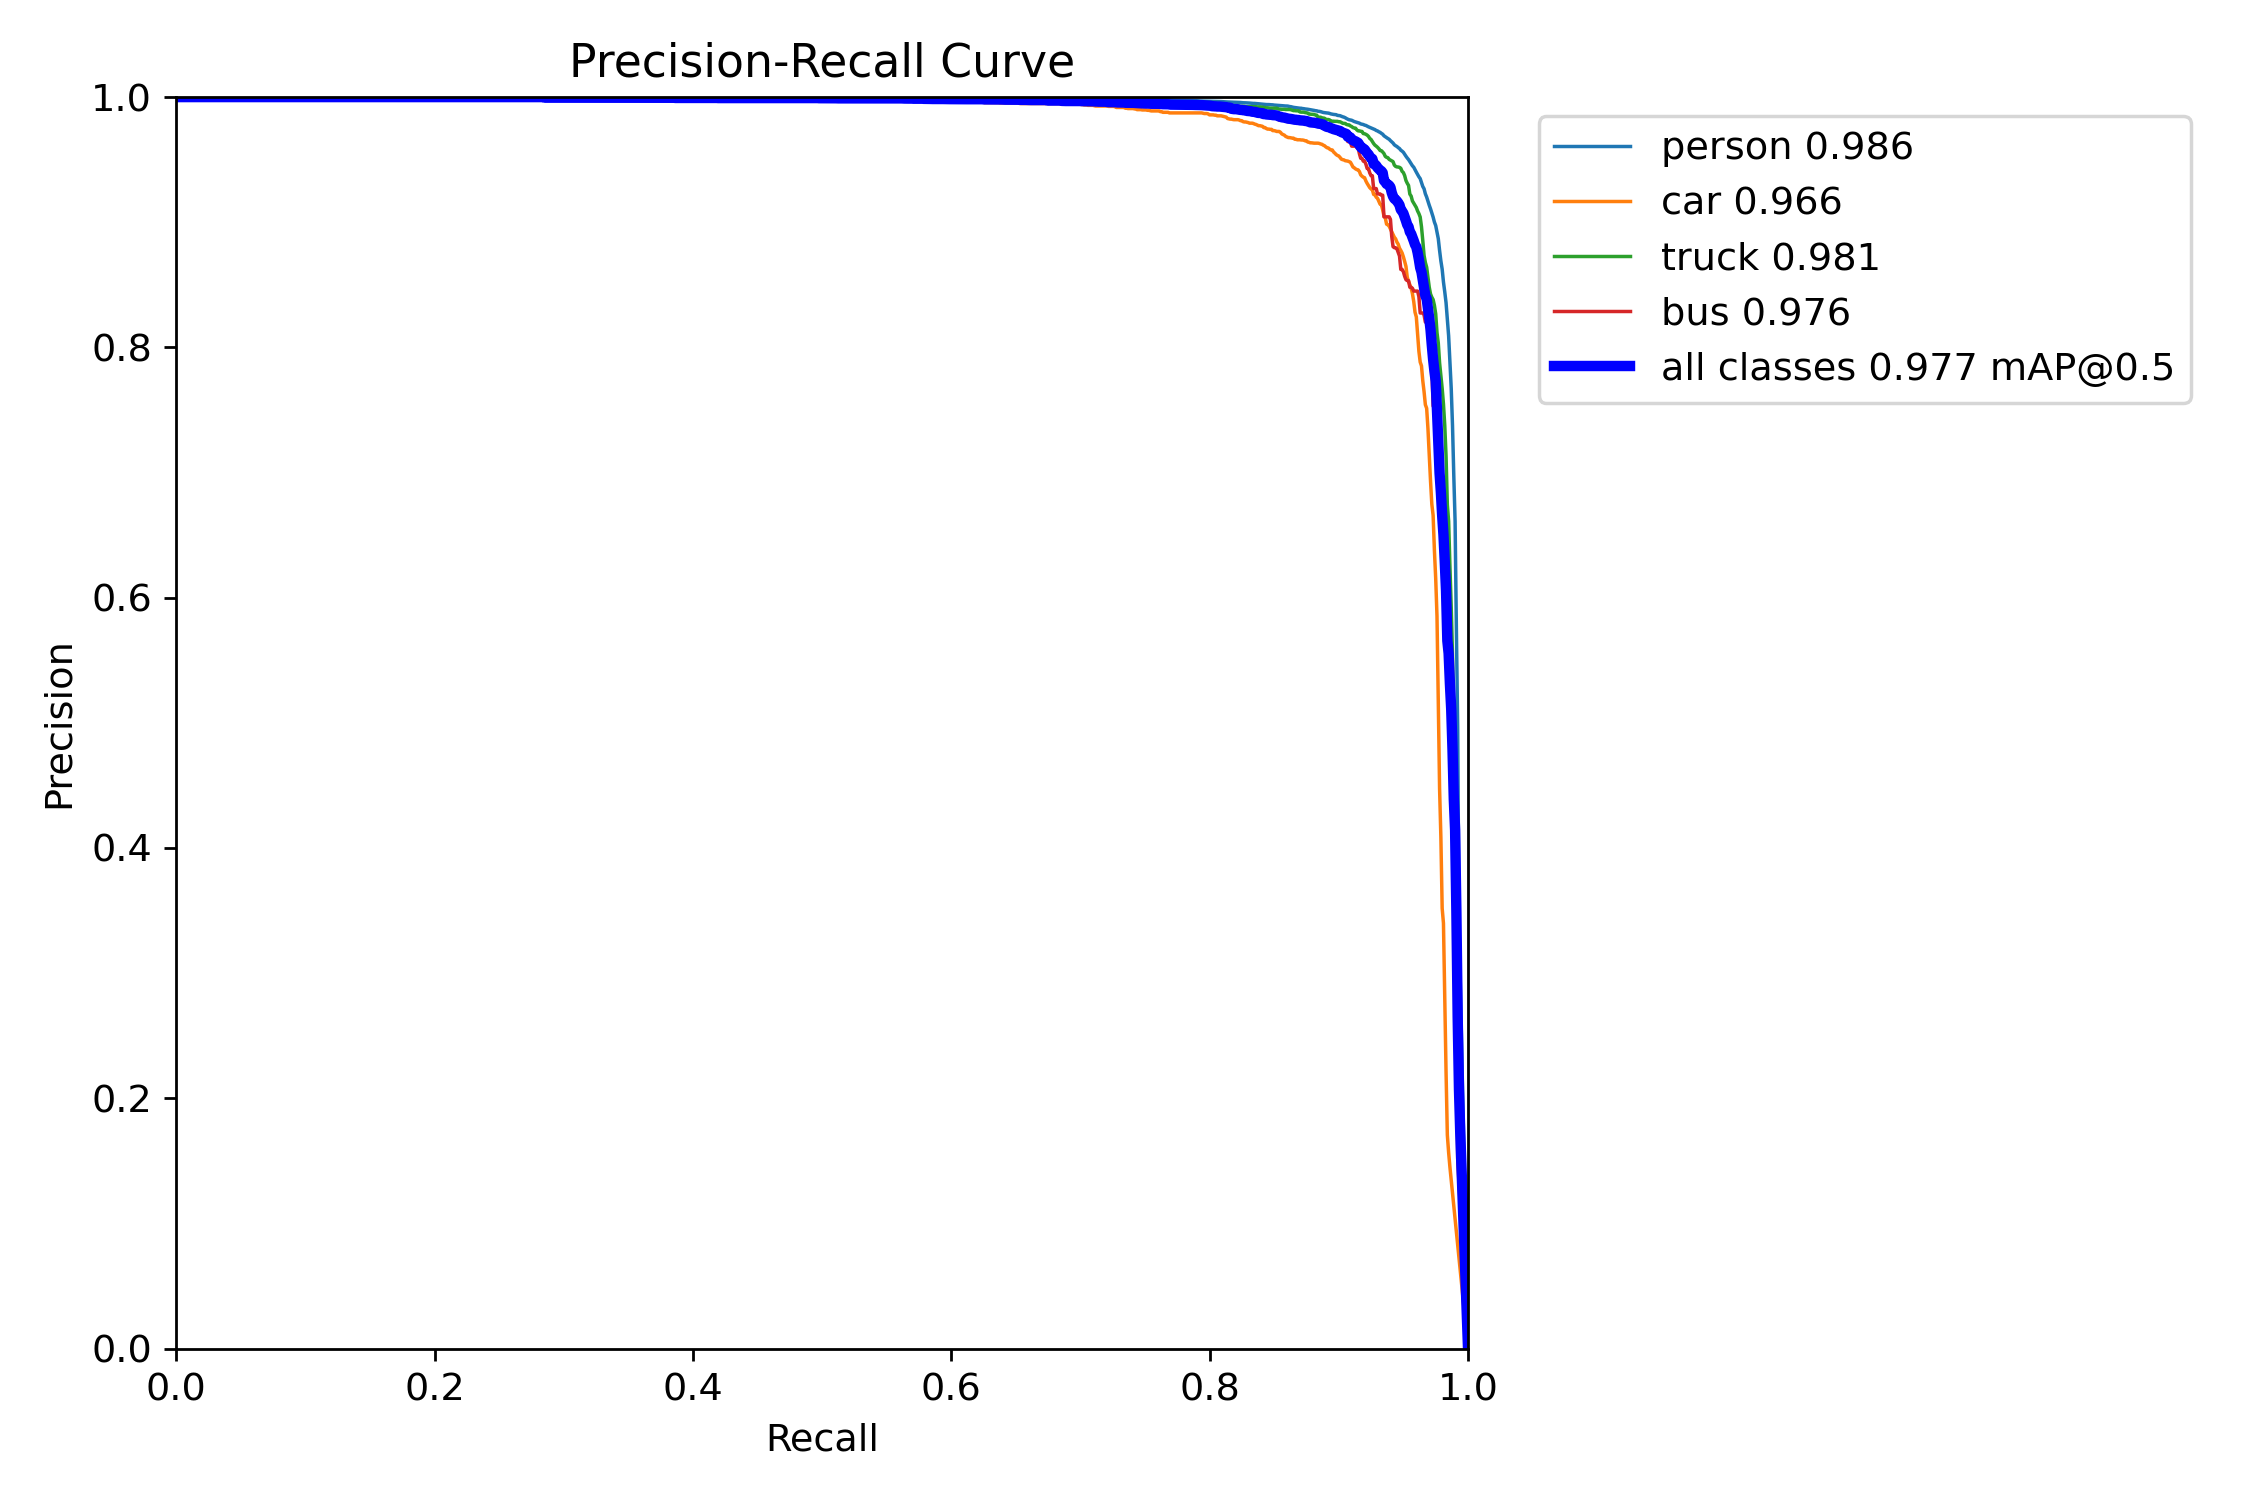 Precision-Recall Curve
1.0
0.8
0.6
0.4
0.2
0.0
Precision
0.0 0.2 0.4 0.6 0.8 1.0
Recall
person 0.986
car 0.966
truck 0.981
bus 0.976
all classes 0.977 mAP@0.5